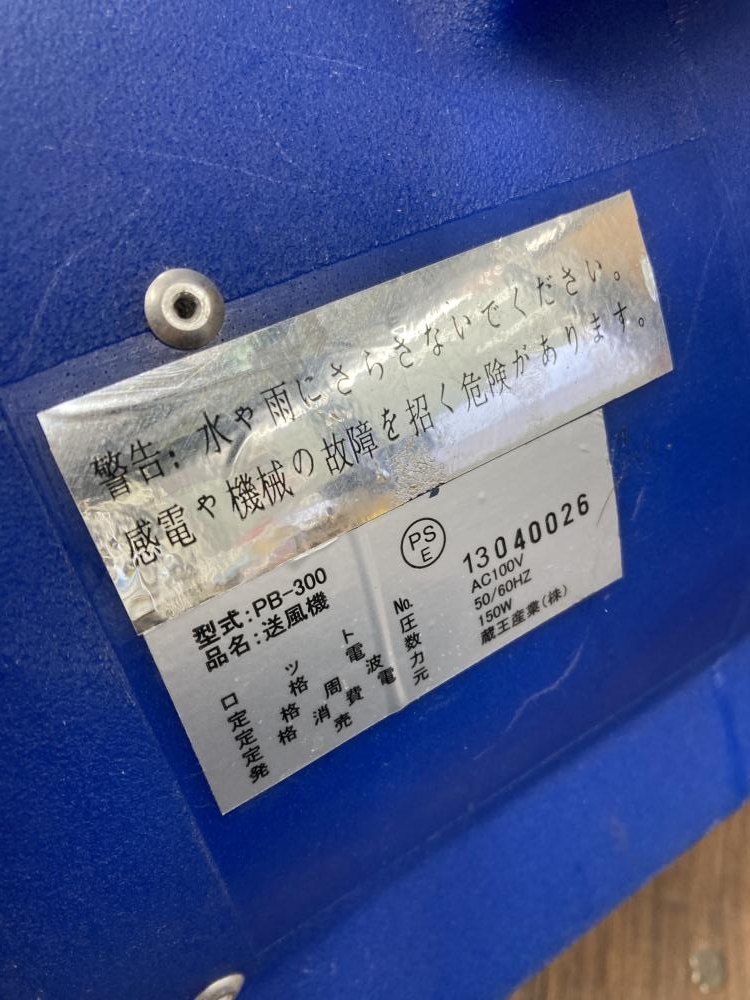 警告: 水や雨にさらさないでください。
感電や機械の故障を招く危険があります。
PS
E
型式:PB-300
品名:送風機
ロット No. 13040026
定格電圧 AC100V
定格周波数 50/60HZ
定格消費電力 150W
発売元 蔵王産業(株)